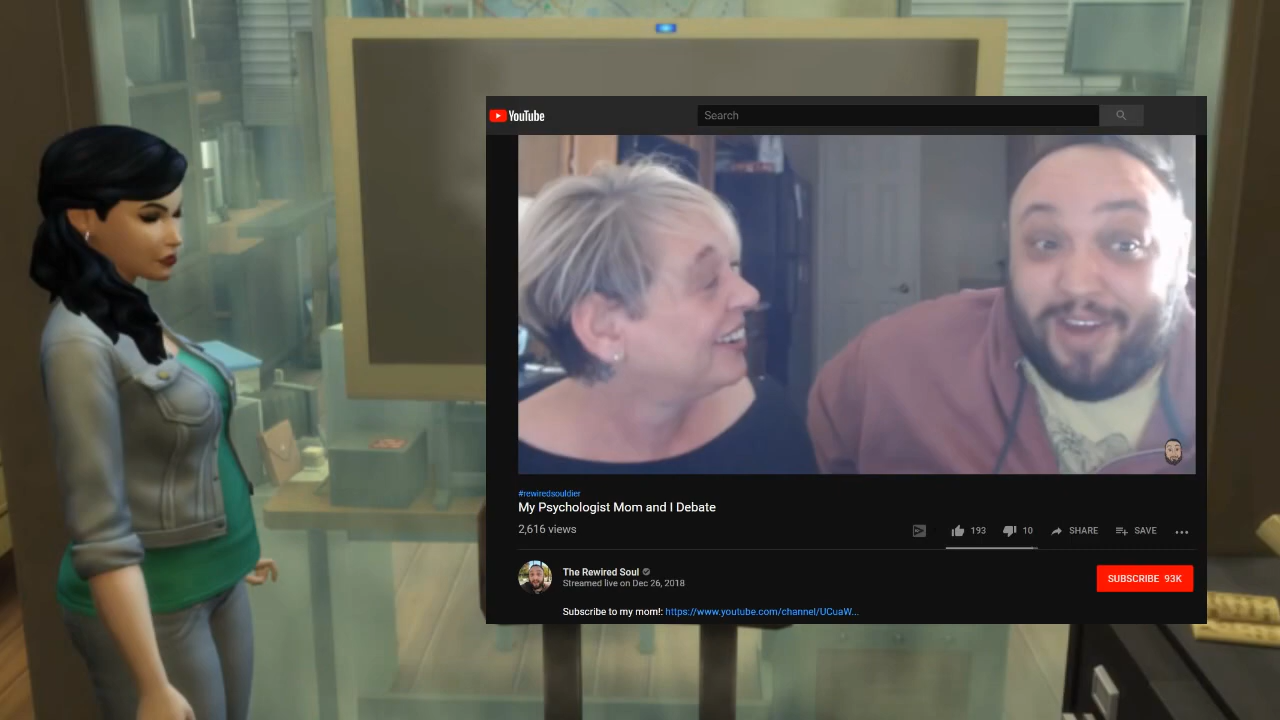 YouTube
Search
#rewiredsouldier
My Psychologist Mom and I Debate
2,616 views
193
10
SHARE
SAVE
The Rewired Soul
Streamed live on Dec 26, 2018
SUBSCRIBE 93K
Subscribe to my mom!: https://www.youtube.com/channel/UCuaW...